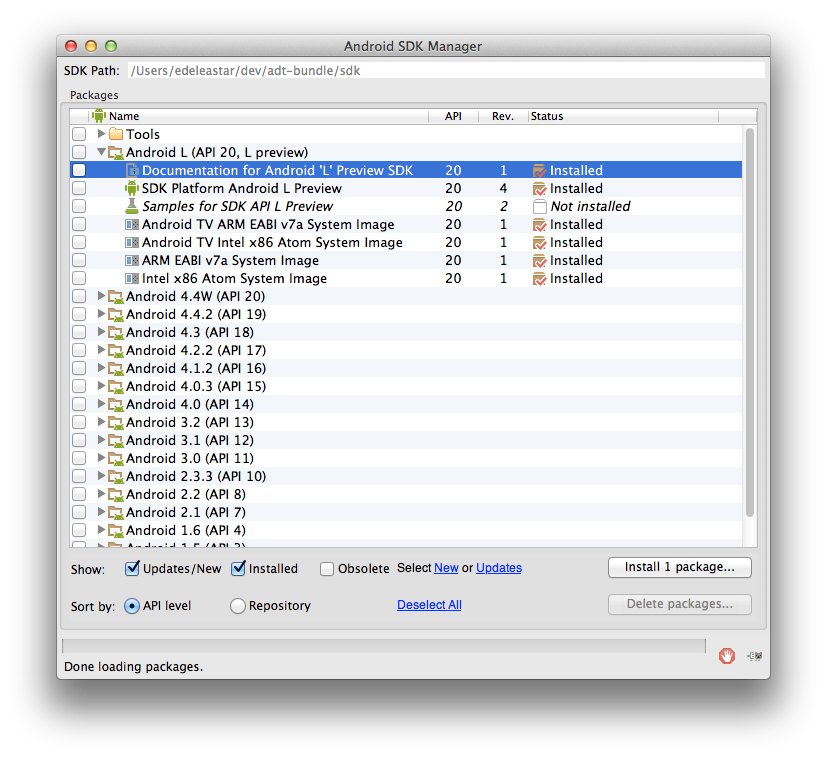 Android SDK Manager
SDK Path: /Users/edeleastar/dev/adt-bundle/sdk
Packages
Name API Rev. Status
Tools
Android L (API 20, L preview)
Documentation for Android 'L' Preview SDK 20 1 Installed
SDK Platform Android L Preview 20 4 Installed
Samples for SDK API L Preview 20 2 Not installed
Android TV ARM EABI v7a System Image 20 1 Installed
Android TV Intel x86 Atom System Image 20 1 Installed
ARM EABI v7a System Image 20 1 Installed
Intel x86 Atom System Image 20 1 Installed
Android 4.4W (API 20)
Android 4.4.2 (API 19)
Android 4.3 (API 18)
Android 4.2.2 (API 17)
Android 4.1.2 (API 16)
Android 4.0.3 (API 15)
Android 4.0 (API 14)
Android 3.2 (API 13)
Android 3.1 (API 12)
Android 3.0 (API 11)
Android 2.3.3 (API 10)
Android 2.2 (API 8)
Android 2.1 (API 7)
Android 1.6 (API 4)
Android 1.5 (API 3)
Show: Updates/New Installed Obsolete Select New or Updates Install 1 package...
Sort by: API level Repository Deselect All Delete packages...
Done loading packages.